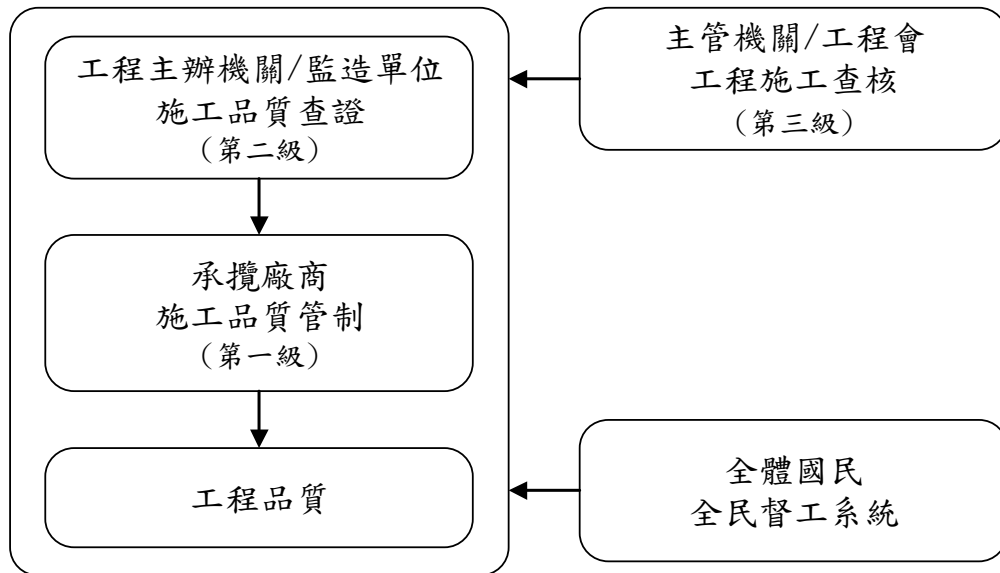 工程主辦機關/監造單位
施工品質查證
（第二級）
承攬廠商
施工品質管制
（第一級）
工程品質
主管機關/工程會
工程施工查核
（第三級）
全體國民
全民督工系統